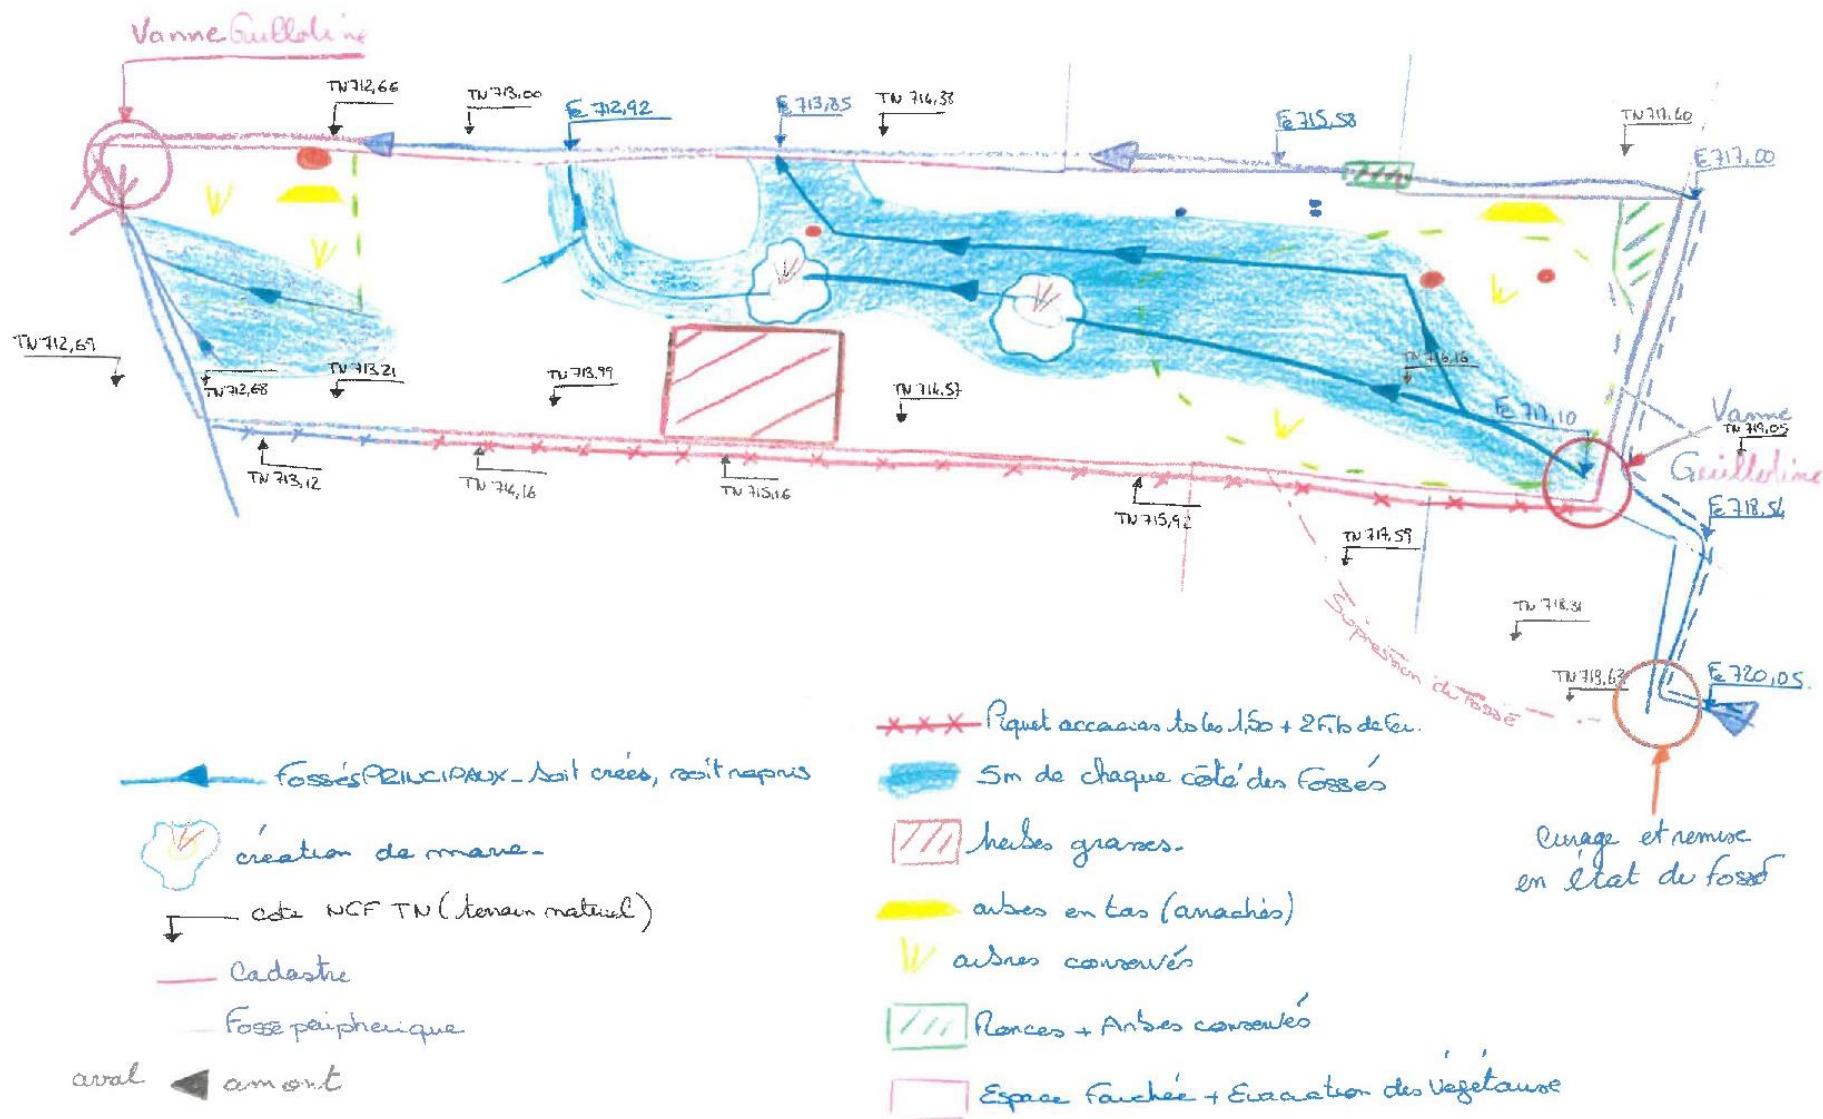 Vanne Guillotine
TN 712,66
TN 713,00
Fe 712,92
Fe 713,85
TN 714,38
Fe 715,58
TN 717,60
E 717,00
TN 712,69
TN 712,68
TN 713,21
TN 713,99
TN 714,57
TN 716,16
Fe 717,10
Vanne
TN 719,05
Guillotine
TN 713,12
TN 714,16
TN 715,16
TN 715,92
TN 717,59
Fe 718,54
TN 718,31
TN 719,63
Fe 720,05
Supression du Fossé
Curage et remise
en état du fossé
Fossés PRINCIPAUX - Soit créés, soit repris
création de mare -
cote NGF TN (terrain naturel)
Cadastre
Fossé péripherique
aval amont
Piquet accacias to les 1,50 + 2 Fils de Fer.
5m de chaque côté des Fossés
herbes grasses -
arbres en tas (arrachés)
arbres conservés
Ronces + Arbres conservés
Espace Fauchée + Evacuation des Végétaux